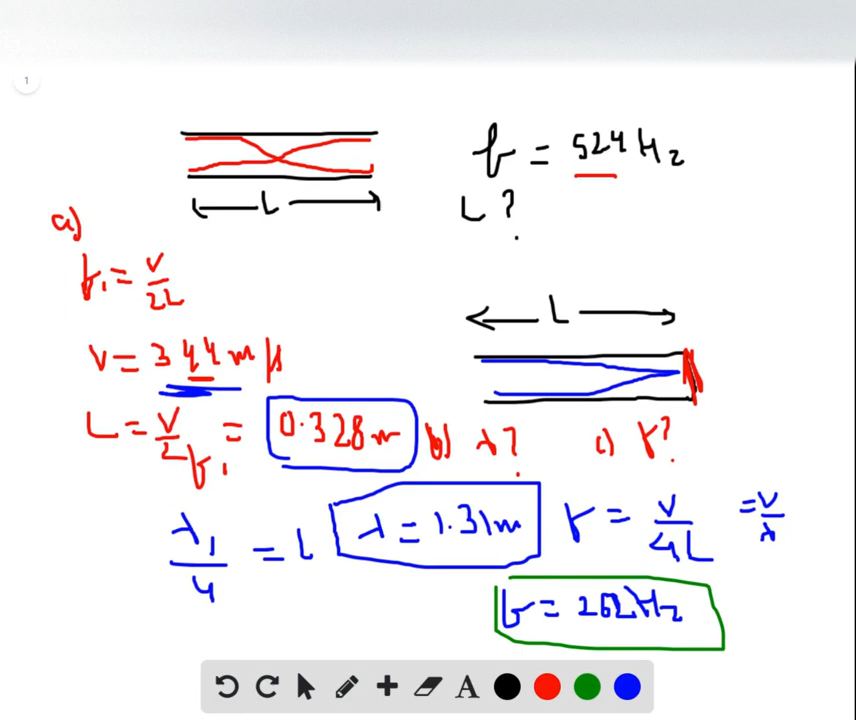 1
f = 524 Hz
L
L ?
a)
f₁ = v/2L
L
v = 344 m/s
L = v/2f₁ = 0.328 m
b) λ?
c) f?
λ₁/4 = L
λ = 1.31 m
f = v/4L = v/λ
f = 262 Hz
A